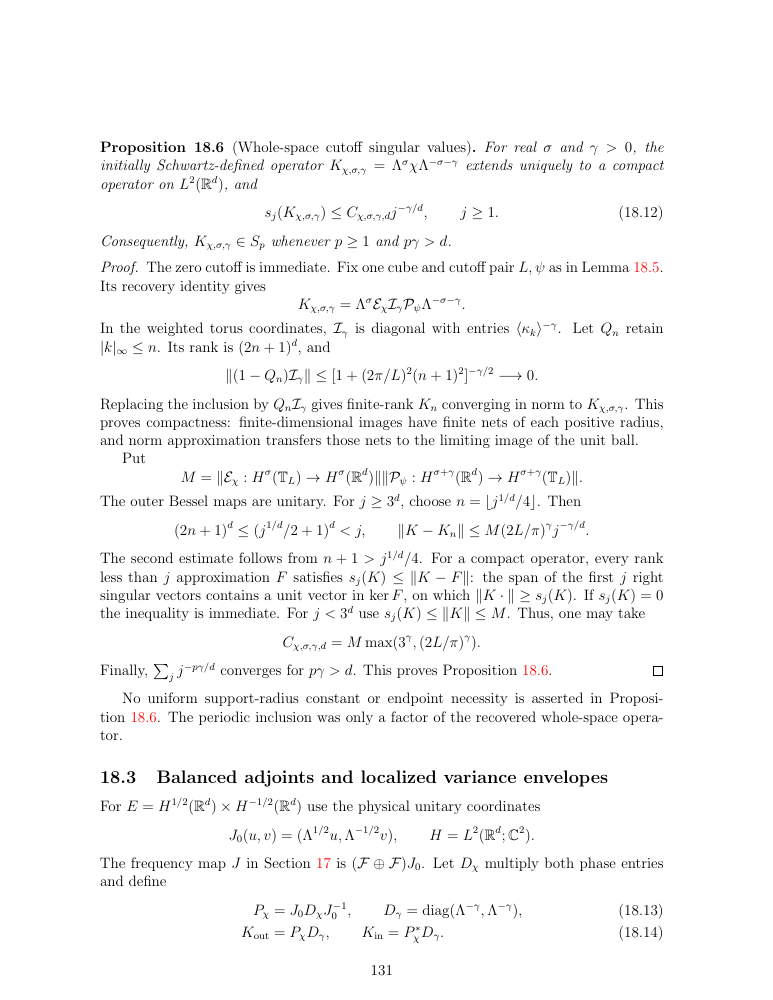 Proposition 18.6 (Whole-space cutoff singular values). For real σ and γ > 0, the
initially Schwartz-defined operator K_{χ,σ,γ} = Λ^σ χΛ^{−σ−γ} extends uniquely to a compact
operator on L²(ℝ^d), and
s_j(K_{χ,σ,γ}) ≤ C_{χ,σ,γ,d} j^{−γ/d}, j ≥ 1. (18.12)
Consequently, K_{χ,σ,γ} ∈ S_p whenever p ≥ 1 and pγ > d.
Proof. The zero cutoff is immediate. Fix one cube and cutoff pair L, ψ as in Lemma 18.5.
Its recovery identity gives
K_{χ,σ,γ} = Λ^σ ℰ_χ ℐ_γ 𝒫_ψ Λ^{−σ−γ}.
In the weighted torus coordinates, ℐ_γ is diagonal with entries ⟨κ_k⟩^{−γ}. Let Q_n retain
|k|_∞ ≤ n. Its rank is (2n + 1)^d, and
‖(1 − Q_n)ℐ_γ‖ ≤ [1 + (2π/L)²(n + 1)²]^{−γ/2} ⟶ 0.
Replacing the inclusion by Q_nℐ_γ gives finite-rank K_n converging in norm to K_{χ,σ,γ}. This
proves compactness: finite-dimensional images have finite nets of each positive radius,
and norm approximation transfers those nets to the limiting image of the unit ball.
Put
M = ‖ℰ_χ : H^σ(𝕋_L) → H^σ(ℝ^d)‖‖𝒫_ψ : H^{σ+γ}(ℝ^d) → H^{σ+γ}(𝕋_L)‖.
The outer Bessel maps are unitary. For j ≥ 3^d, choose n = ⌊j^{1/d}/4⌋. Then
(2n + 1)^d ≤ (j^{1/d}/2 + 1)^d < j, ‖K − K_n‖ ≤ M(2L/π)^γ j^{−γ/d}.
The second estimate follows from n + 1 > j^{1/d}/4. For a compact operator, every rank
less than j approximation F satisfies s_j(K) ≤ ‖K − F‖: the span of the first j right
singular vectors contains a unit vector in ker F, on which ‖K · ‖ ≥ s_j(K). If s_j(K) = 0
the inequality is immediate. For j < 3^d use s_j(K) ≤ ‖K‖ ≤ M. Thus, one may take
C_{χ,σ,γ,d} = M max(3^γ, (2L/π)^γ).
Finally, ∑_j j^{−pγ/d} converges for pγ > d. This proves Proposition 18.6. □
No uniform support-radius constant or endpoint necessity is asserted in Proposi-
tion 18.6. The periodic inclusion was only a factor of the recovered whole-space opera-
tor.
18.3 Balanced adjoints and localized variance envelopes
For E = H^{1/2}(ℝ^d) × H^{−1/2}(ℝ^d) use the physical unitary coordinates
J_0(u, v) = (Λ^{1/2}u, Λ^{−1/2}v), H = L²(ℝ^d; ℂ²).
The frequency map J in Section 17 is (ℱ ⊕ ℱ)J_0. Let D_χ multiply both phase entries
and define
P_χ = J_0 D_χ J_0^{−1}, D_γ = diag(Λ^{−γ}, Λ^{−γ}), (18.13)
K_out = P_χ D_γ, K_in = P_χ^* D_γ. (18.14)
131